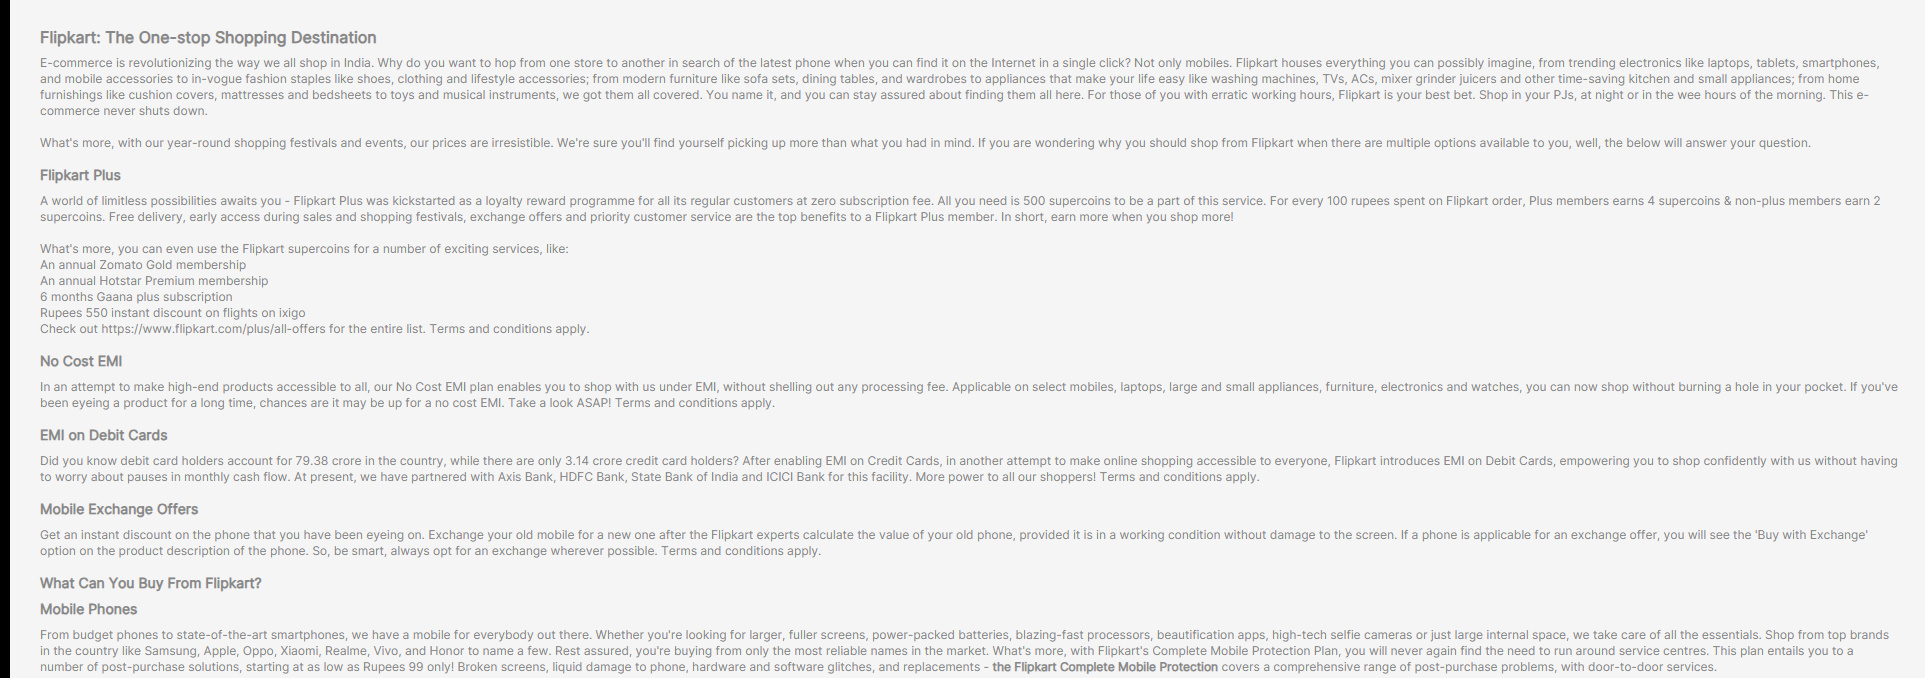 Flipkart: The One-stop Shopping Destination
E-commerce is revolutionizing the way we all shop in India. Why do you want to hop from one store to another in search of the latest phone when you can find it on the Internet in a single click? Not only mobiles. Flipkart houses everything you can possibly imagine, from trending electronics like laptops, tablets, smartphones,
and mobile accessories to in-vogue fashion staples like shoes, clothing and lifestyle accessories; from modern furniture like sofa sets, dining tables, and wardrobes to appliances that make your life easy like washing machines, TVs, ACs, mixer grinder juicers and other time-saving kitchen and small appliances; from home
furnishings like cushion covers, mattresses and bedsheets to toys and musical instruments, we got them all covered. You name it, and you can stay assured about finding them all here. For those of you with erratic working hours, Flipkart is your best bet. Shop in your PJs, at night or in the wee hours of the morning. This e-
commerce never shuts down.
What's more, with our year-round shopping festivals and events, our prices are irresistible. We're sure you'll find yourself picking up more than what you had in mind. If you are wondering why you should shop from Flipkart when there are multiple options available to you, well, the below will answer your question.
Flipkart Plus
A world of limitless possibilities awaits you - Flipkart Plus was kickstarted as a loyalty reward programme for all its regular customers at zero subscription fee. All you need is 500 supercoins to be a part of this service. For every 100 rupees spent on Flipkart order, Plus members earns 4 supercoins & non-plus members earn 2
supercoins. Free delivery, early access during sales and shopping festivals, exchange offers and priority customer service are the top benefits to a Flipkart Plus member. In short, earn more when you shop more!
What's more, you can even use the Flipkart supercoins for a number of exciting services, like:
An annual Zomato Gold membership
An annual Hotstar Premium membership
6 months Gaana plus subscription
Rupees 550 instant discount on flights on ixigo
Check out https://www.flipkart.com/plus/all-offers for the entire list. Terms and conditions apply.
No Cost EMI
In an attempt to make high-end products accessible to all, our No Cost EMI plan enables you to shop with us under EMI, without shelling out any processing fee. Applicable on select mobiles, laptops, large and small appliances, furniture, electronics and watches, you can now shop without burning a hole in your pocket. If you've
been eyeing a product for a long time, chances are it may be up for a no cost EMI. Take a look ASAP! Terms and conditions apply.
EMI on Debit Cards
Did you know debit card holders account for 79.38 crore in the country, while there are only 3.14 crore credit card holders? After enabling EMI on Credit Cards, in another attempt to make online shopping accessible to everyone, Flipkart introduces EMI on Debit Cards, empowering you to shop confidently with us without having
to worry about pauses in monthly cash flow. At present, we have partnered with Axis Bank, HDFC Bank, State Bank of India and ICICI Bank for this facility. More power to all our shoppers! Terms and conditions apply.
Mobile Exchange Offers
Get an instant discount on the phone that you have been eyeing on. Exchange your old mobile for a new one after the Flipkart experts calculate the value of your old phone, provided it is in a working condition without damage to the screen. If a phone is applicable for an exchange offer, you will see the 'Buy with Exchange'
option on the product description of the phone. So, be smart, always opt for an exchange wherever possible. Terms and conditions apply.
What Can You Buy From Flipkart?
Mobile Phones
From budget phones to state-of-the-art smartphones, we have a mobile for everybody out there. Whether you're looking for larger, fuller screens, power-packed batteries, blazing-fast processors, beautification apps, high-tech selfie cameras or just large internal space, we take care of all the essentials. Shop from top brands
in the country like Samsung, Apple, Oppo, Xiaomi, Realme, Vivo, and Honor to name a few. Rest assured, you're buying from only the most reliable names in the market. What's more, with Flipkart's Complete Mobile Protection Plan, you will never again find the need to run around service centres. This plan entails you to a
number of post-purchase solutions, starting at as low as Rupees 99 only! Broken screens, liquid damage to phone, hardware and software glitches, and replacements - the Flipkart Complete Mobile Protection covers a comprehensive range of post-purchase problems, with door-to-door services.